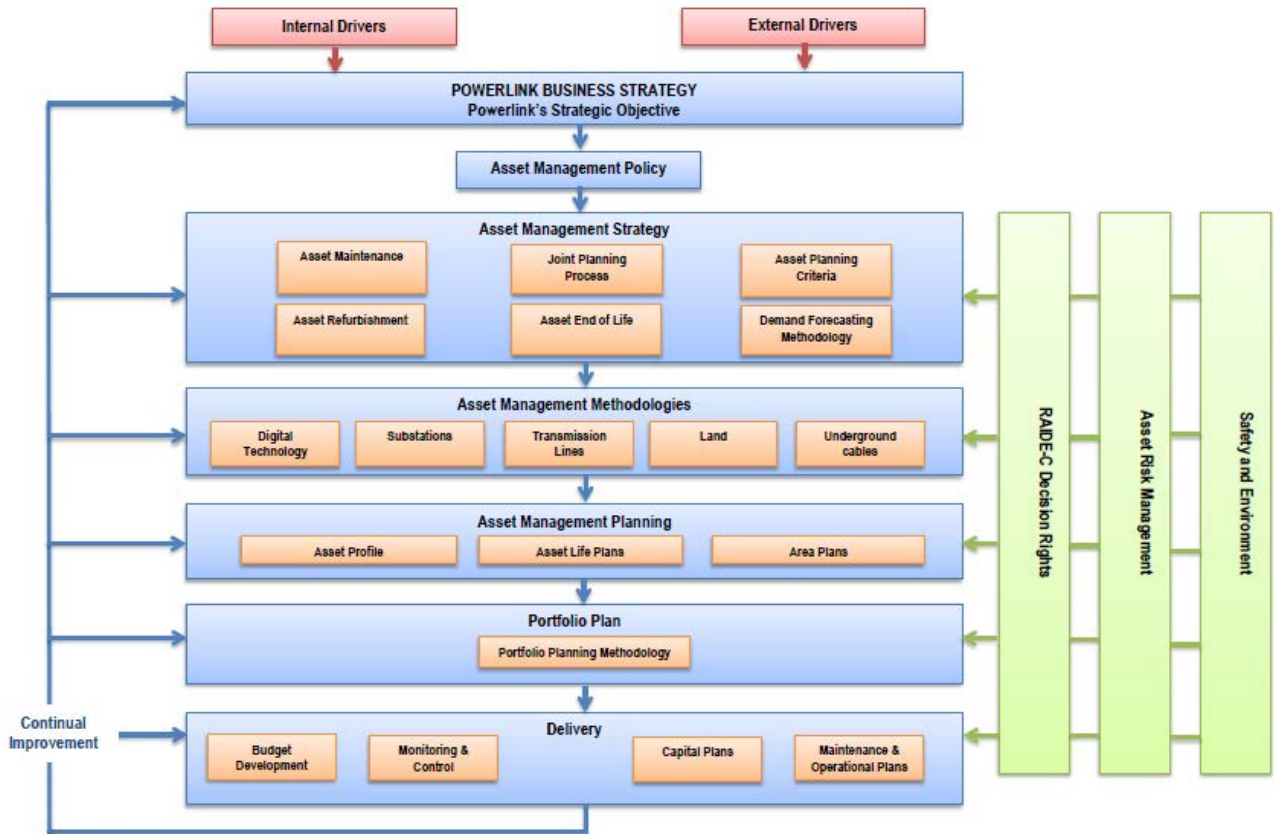 Internal Drivers
External Drivers
POWERLINK BUSINESS STRATEGY
Powerlink's Strategic Objective
Asset Management Policy
Asset Management Strategy
Asset Maintenance
Joint Planning
Process
Asset Planning
Criteria
Asset Refurbishment
Asset End of Life
Demand Forecasting
Methodology
Asset Management Methodologies
Digital
Technology
Substations
Transmission
Lines
Land
Underground
cables
Asset Management Planning
Asset Profile
Asset Life Plans
Area Plans
Portfolio Plan
Portfolio Planning Methodology
Continual
Improvement
Delivery
Budget
Development
Monitoring &
Control
Capital Plans
Maintenance &
Operational Plans
RAIDE-C Decision Rights
Asset Risk Management
Safety and Environment